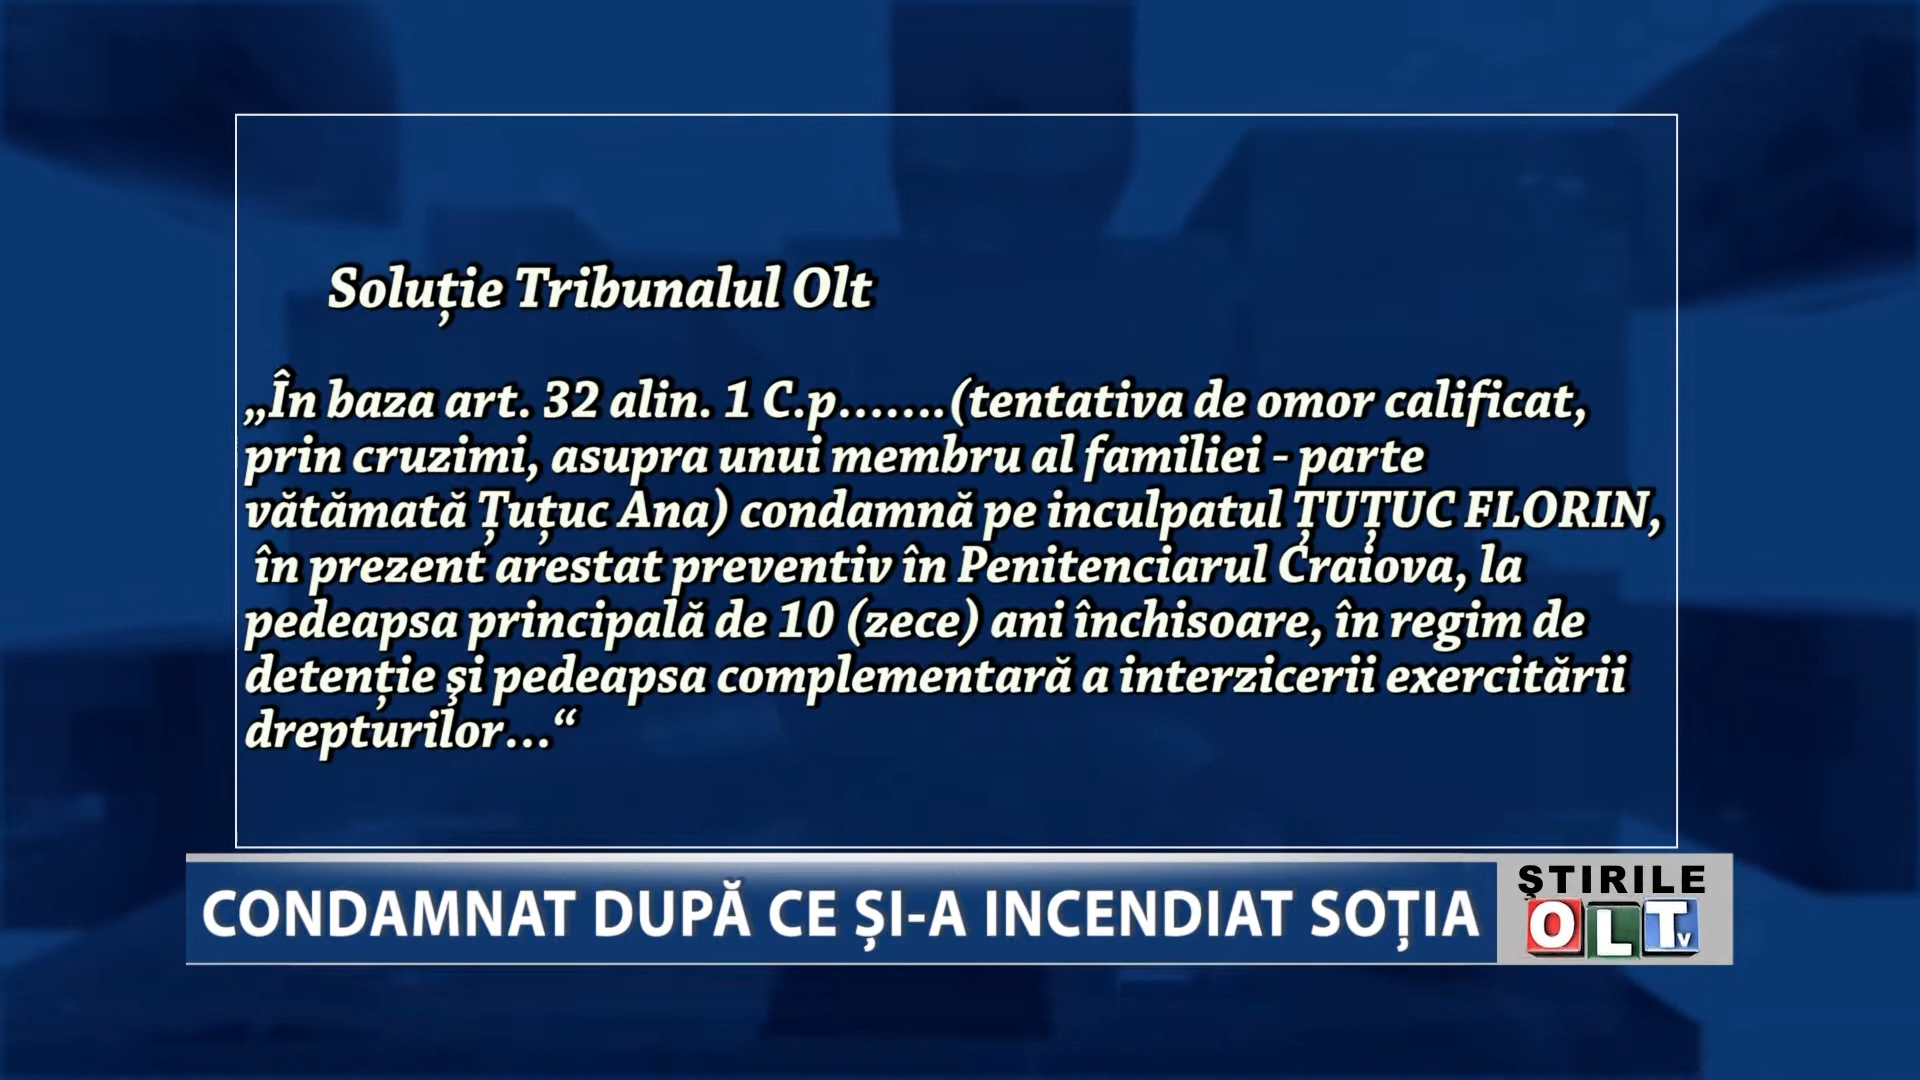 Soluție Tribunalul Olt
„În baza art. 32 alin. 1 C.p.......(tentativa de omor calificat,
prin cruzimi, asupra unui membru al familiei - parte
vătămată Țuțuc Ana) condamnă pe inculpatul ȚUȚUC FLORIN,
în prezent arestat preventiv în Penitenciarul Craiova, la
pedeapsa principală de 10 (zece) ani închisoare, în regim de
detenție şi pedeapsa complementară a interzicerii exercitării
drepturilor...“
CONDAMNAT DUPĂ CE ȘI-A INCENDIAT SOȚIA
ŞTIRILE
OLT
TV